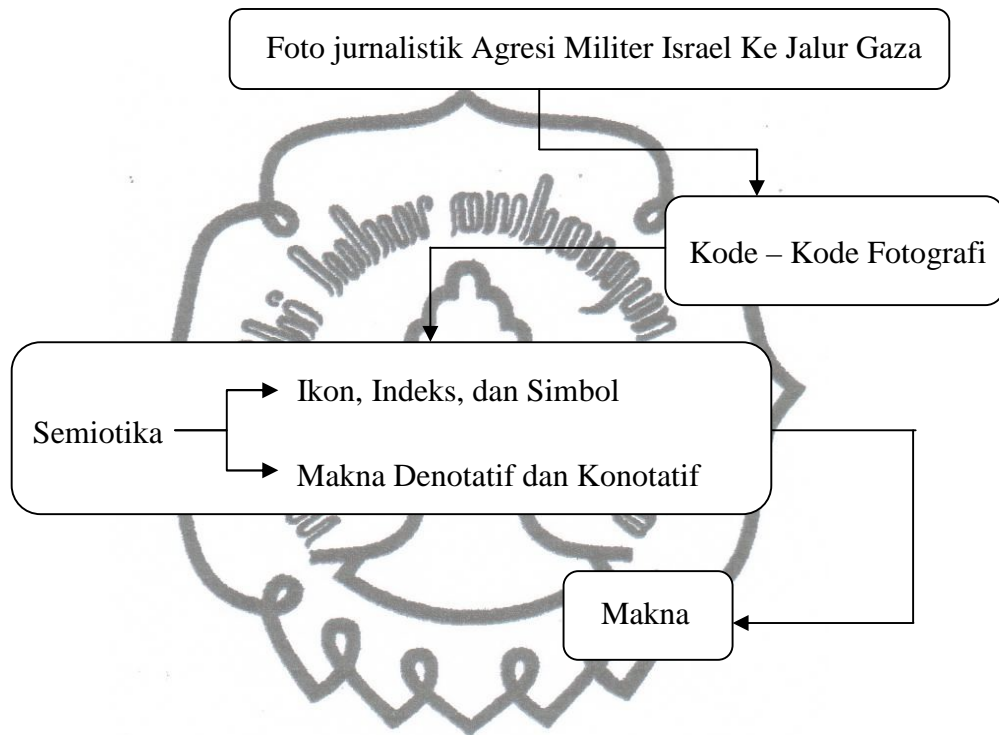 Foto jurnalistik Agresi Militer Israel Ke Jalur Gaza
Kode – Kode Fotografi
Ikon, Indeks, dan Simbol
Semiotika
Makna Denotatif dan Konotatif
Makna